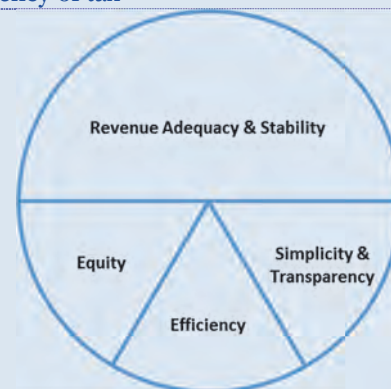 Revenue Adequacy & Stability
Equity
Simplicity &
Transparency
Efficiency